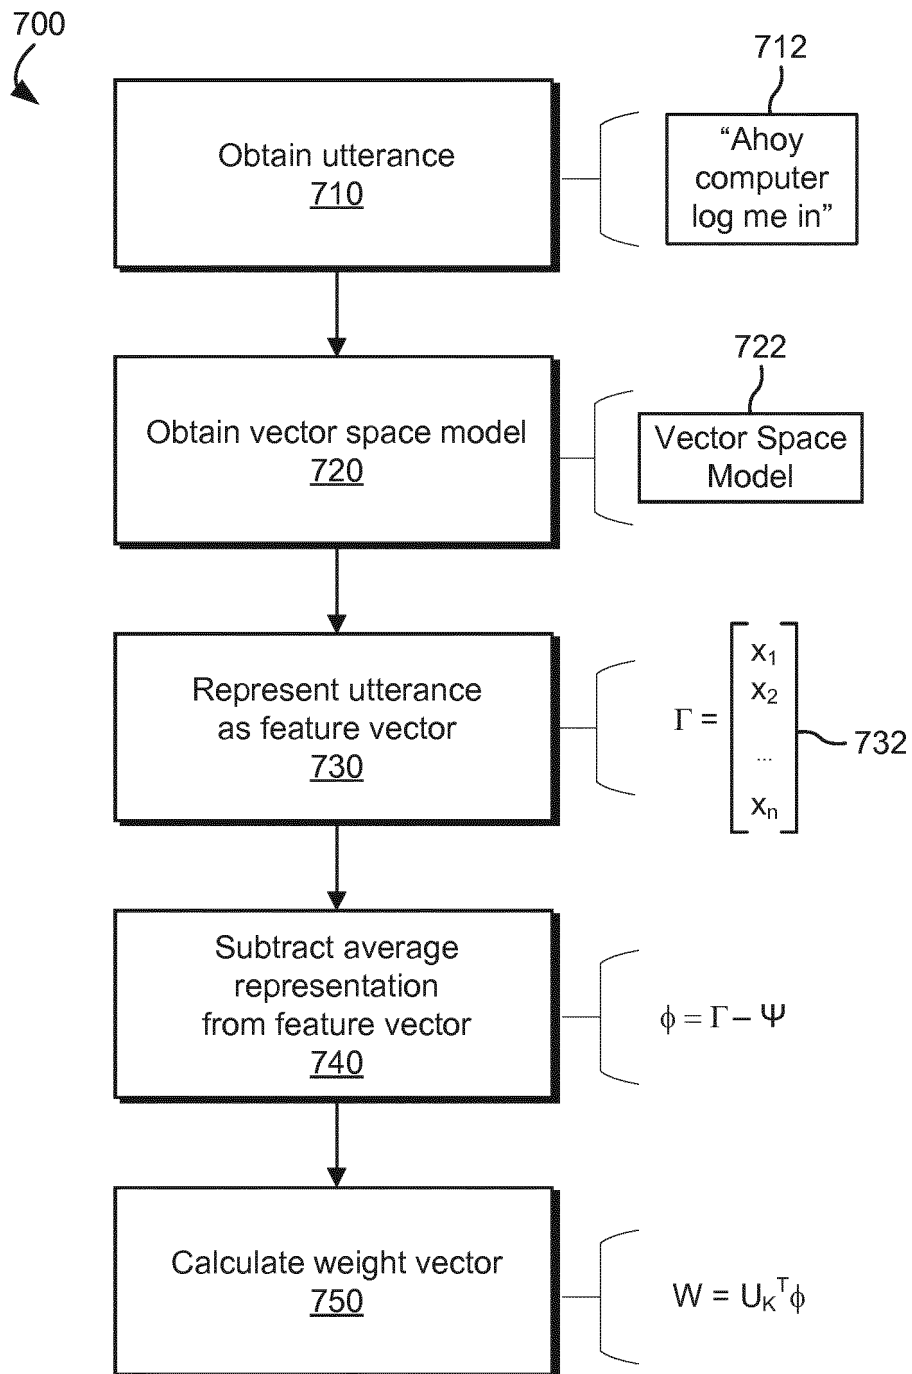 700
712
Obtain utterance
710
“Ahoy
computer
log me in”
722
Obtain vector space model
720
Vector Space
Model
Represent utterance
as feature vector
730
Γ =
x₁
x₂
...
xₙ
732
Subtract average
representation
from feature vector
740
ϕ = Γ – Ψ
Calculate weight vector
750
W = U_K^T ϕ